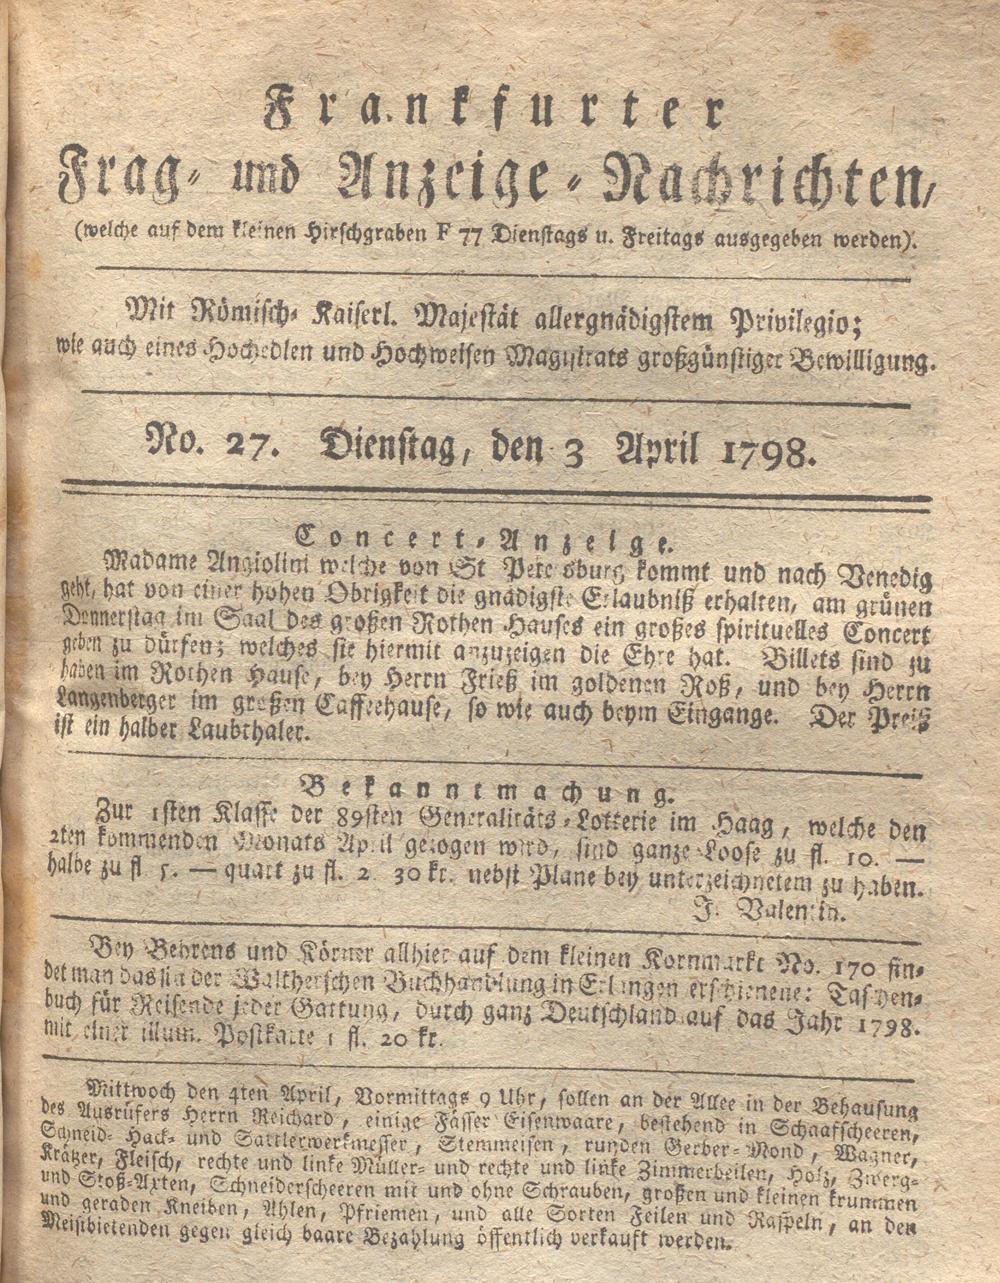 Frankfurter
Frag- und Anzeige-Nachrichten,
(welche auf dem kleinen Hirschgraben F 77 Dienstags u. Freitags ausgegeben werden).
Mit Römisch- Kaiserl. Majestät allergnädigstem Privilegio;
wie auch eines Hochedlen und Hochweisen Magistrats großgünstiger Bewilligung.
No. 27. Dienstag, den 3 April 1798.
Concert-Anzeige.
Madame Angiolini welche von St Petersburg kommt und nach Venedig
geht, hat von einer hohen Obrigkeit die gnädigste Erlaubniß erhalten, am grünen
Donnerstag im Saal des großen Rothen Hauses ein großes spirituelles Concert
geben zu dürfen; welches sie hiermit anzuzeigen die Ehre hat. Billets sind zu
haben im Rothen Hause, bey Herrn Frieß im goldenen Roß, und bey Herrn
Langenberger im großen Caffeehause, so wie auch beym Eingange. Der Preiß
ist ein halber Laubthaler.
Bekanntmachung.
Zur 1sten Klasse der 89sten Generalitäts-Lotterie im Haag, welche den
2ten kommenden Monats April gezogen wird, sind ganze Loose zu fl. 10. —
halbe zu fl 5. — quart zu fl. 2 30 kr. nebst Plane bey unterzeichnetem zu haben.
J. Valentin.
Bey Behrens und Körner allhier auf dem kleinen Kornmarkt No. 170 fin-
det man das in der Waltherschen Buchhandlung in Erlangen erschienene: Taschen-
buch für Reisende jeder Gattung, durch ganz Deutschland auf das Jahr 1798.
mit einer illum. Postkarte 1 fl. 20 kr.
Mittwoch den 4ten April, Vormittags 9 Uhr, sollen an der Allee in der Behausung
des Ausrüfers Herrn Reichard, einige Fässer Eisenwaare, bestehend in Schaafscheeren,
Schneid- Hack- und Sattlerwerkmesser, Stemmeisen, runden Gerber-Mond, Wagner,
Krätzer, Fleisch, rechte und linke Müller- und rechte und linke Zimmerbeilen, Holz, Zwerg-
und Stoß-Axten, Schneiderscheeren mit und ohne Schrauben, großen und kleinen krummen
und geraden Kneiben, Ahlen, Pfriemen, und alle Sorten Feilen und Raspeln, an den
Meistbietenden gegen gleich baare Bezahlung öffentlich verkauft werden.